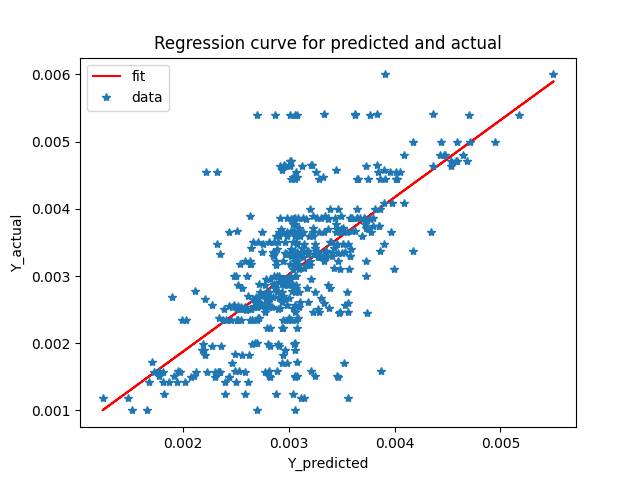 Regression curve for predicted and actual
fit
data
0.006
0.005
0.004
0.003
0.002
0.001
Y_actual
0.002 0.003 0.004 0.005
Y_predicted